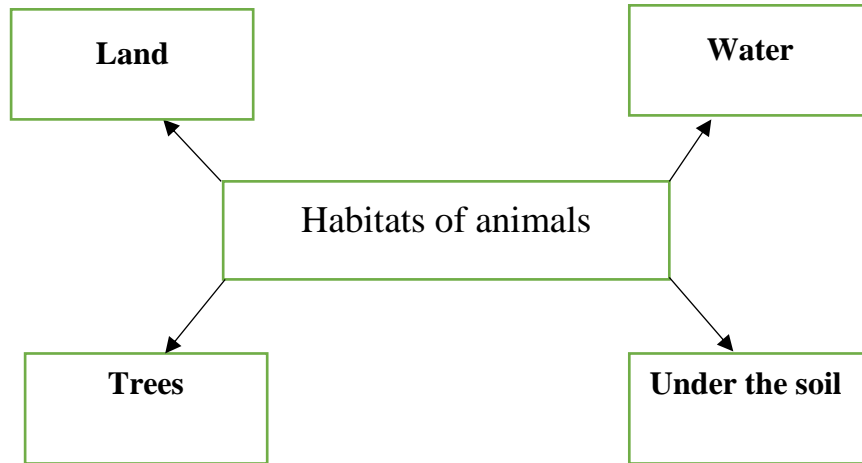 Land
Water
Habitats of animals
Trees
Under the soil